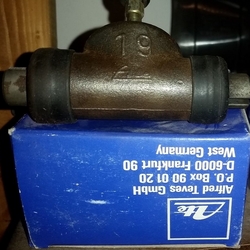 19
Ate
Alfred Teves GmbH
P.O. Box 90 01 20
D-6000 Frankfurt 90
West Germany